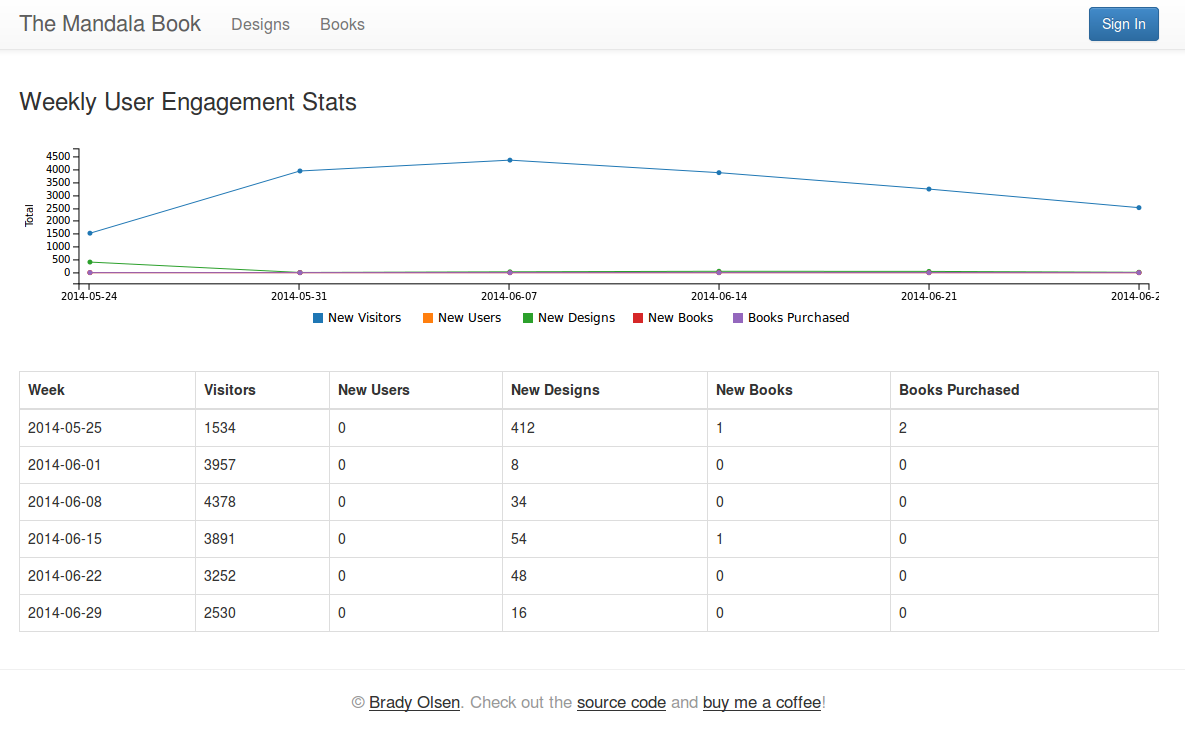 The Mandala Book Designs Books Sign In
Weekly User Engagement Stats
4500
4000
3500
3000
2500
2000
1500
1000
500
0
Total
2014-05-24 2014-05-31 2014-06-07 2014-06-14 2014-06-21 2014-06-2
New Visitors New Users New Designs New Books Books Purchased
Week Visitors New Users New Designs New Books Books Purchased
2014-05-25 1534 0 412 1 2
2014-06-01 3957 0 8 0 0
2014-06-08 4378 0 34 0 0
2014-06-15 3891 0 54 1 0
2014-06-22 3252 0 48 0 0
2014-06-29 2530 0 16 0 0
© Brady Olsen. Check out the source code and buy me a coffee!